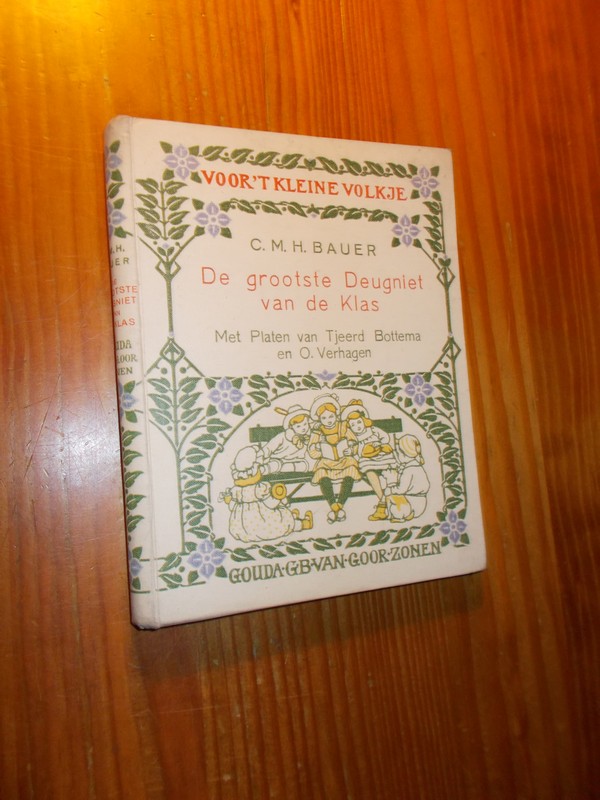 VOOR'T KLEINE VOLKJE
C. M. H. BAUER
De grootste Deugniet
van de Klas
Met Platen van Tjeerd Bottema
en O. Verhagen
GOUDA·G·B·VAN·GOOR·ZONEN